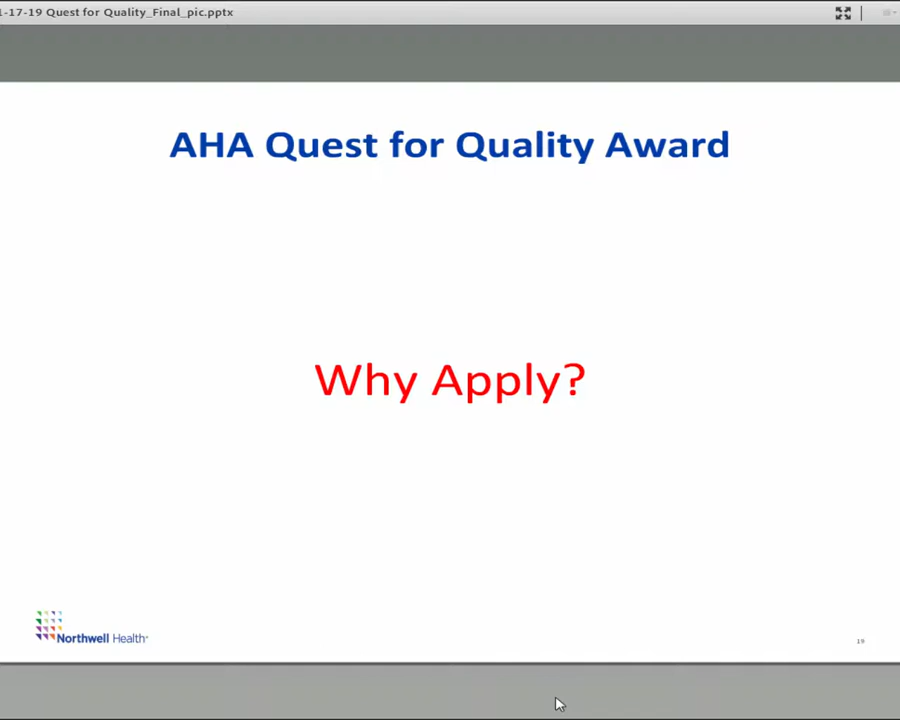 1-17-19 Quest for Quality_Final_pic.pptx
AHA Quest for Quality Award
Why Apply?
Northwell Health
19